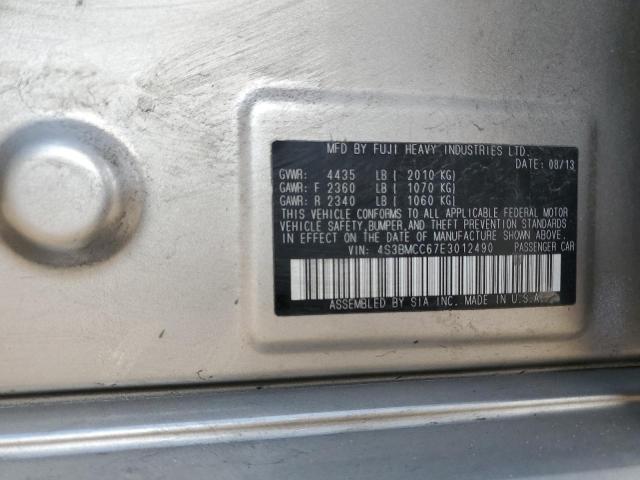 MFD BY FUJI HEAVY INDUSTRIES LTD.
DATE: 08/13
GVWR: 4435 LB( 2010 KG)
GAWR: F 2360 LB( 1070 KG)
GAWR: R 2340 LB( 1060 KG)
THIS VEHICLE CONFORMS TO ALL APPLICABLE FEDERAL MOTOR
VEHICLE SAFETY,BUMPER,AND THEFT PREVENTION STANDARDS
IN EFFECT ON THE DATE OF MANUFACTURE SHOWN ABOVE.
VIN: 4S3BMCC67E3012490 PASSENGER CAR
ASSEMBLED BY SIA INC. MADE IN U.S.A.